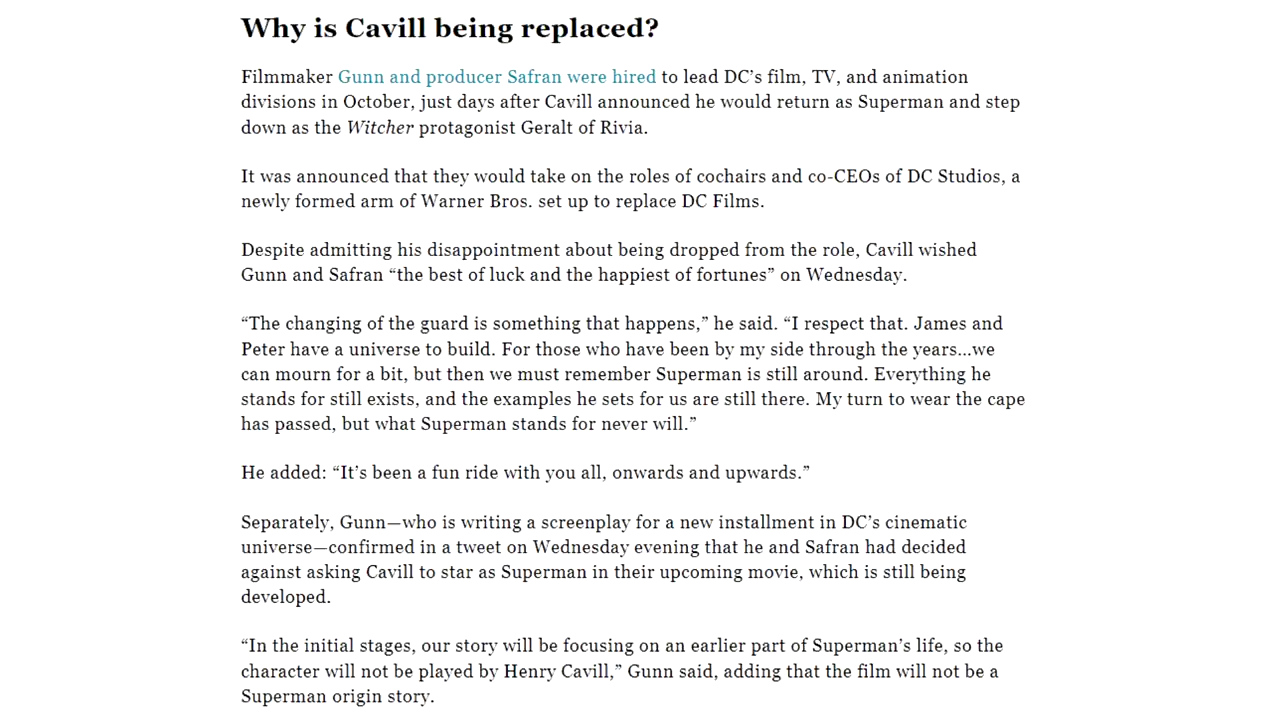 Why is Cavill being replaced?
Filmmaker Gunn and producer Safran were hired to lead DC’s film, TV, and animation
divisions in October, just days after Cavill announced he would return as Superman and step
down as the Witcher protagonist Geralt of Rivia.
It was announced that they would take on the roles of cochairs and co-CEOs of DC Studios, a
newly formed arm of Warner Bros. set up to replace DC Films.
Despite admitting his disappointment about being dropped from the role, Cavill wished
Gunn and Safran “the best of luck and the happiest of fortunes” on Wednesday.
“The changing of the guard is something that happens,” he said. “I respect that. James and
Peter have a universe to build. For those who have been by my side through the years...we
can mourn for a bit, but then we must remember Superman is still around. Everything he
stands for still exists, and the examples he sets for us are still there. My turn to wear the cape
has passed, but what Superman stands for never will.”
He added: “It’s been a fun ride with you all, onwards and upwards.”
Separately, Gunn—who is writing a screenplay for a new installment in DC’s cinematic
universe—confirmed in a tweet on Wednesday evening that he and Safran had decided
against asking Cavill to star as Superman in their upcoming movie, which is still being
developed.
“In the initial stages, our story will be focusing on an earlier part of Superman’s life, so the
character will not be played by Henry Cavill,” Gunn said, adding that the film will not be a
Superman origin story.